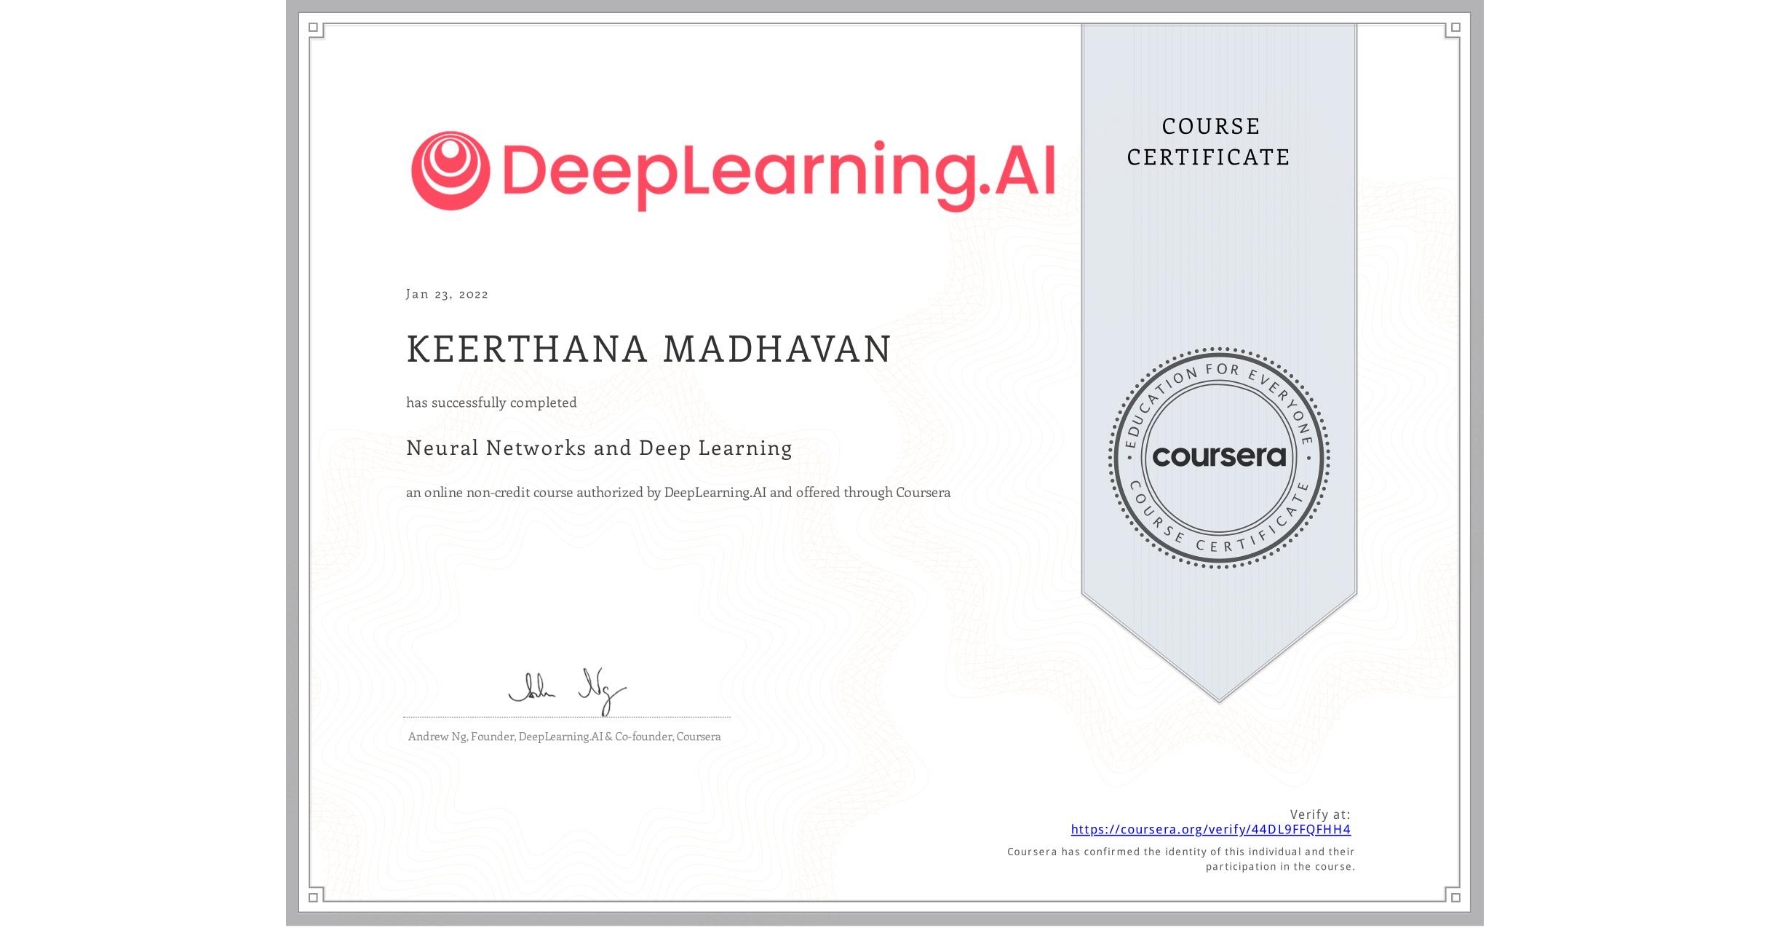 DeepLearning.AI
COURSE
CERTIFICATE
Jan 23, 2022
KEERTHANA MADHAVAN
has successfully completed
Neural Networks and Deep Learning
an online non-credit course authorized by DeepLearning.AI and offered through Coursera
EDUCATION FOR EVERYONE
coursera
COURSE CERTIFICATE
Andrew Ng, Founder, DeepLearning.AI & Co-founder, Coursera
Verify at:
https://coursera.org/verify/44DL9FFQFHH4
Coursera has confirmed the identity of this individual and their
participation in the course.